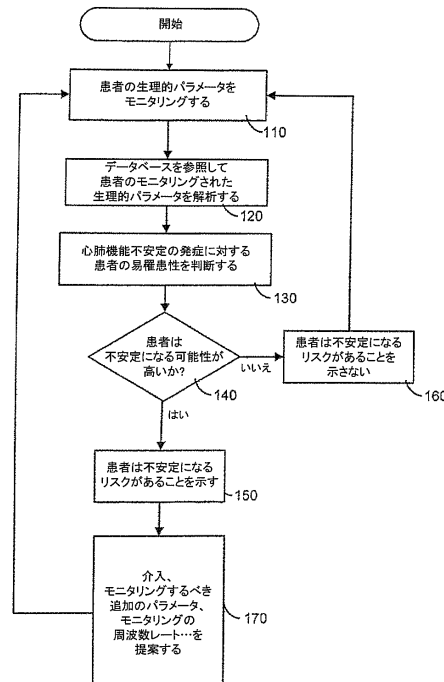 開始
患者の生理的パラメータを
モニタリングする
110
データベースを参照して
患者のモニタリングされた
生理的パラメータを解析する
120
心肺機能不安定の発症に対する
患者の易罹患性を判断する
130
患者は
不安定になる可能性が
高いか?
140
いいえ
患者は不安定になる
リスクがあることを
示さない
160
はい
患者は不安定になる
リスクがあることを示す
150
介入、
モニタリングするべき
追加のパラメータ、
モニタリングの
周波数レート…を
提案する
170